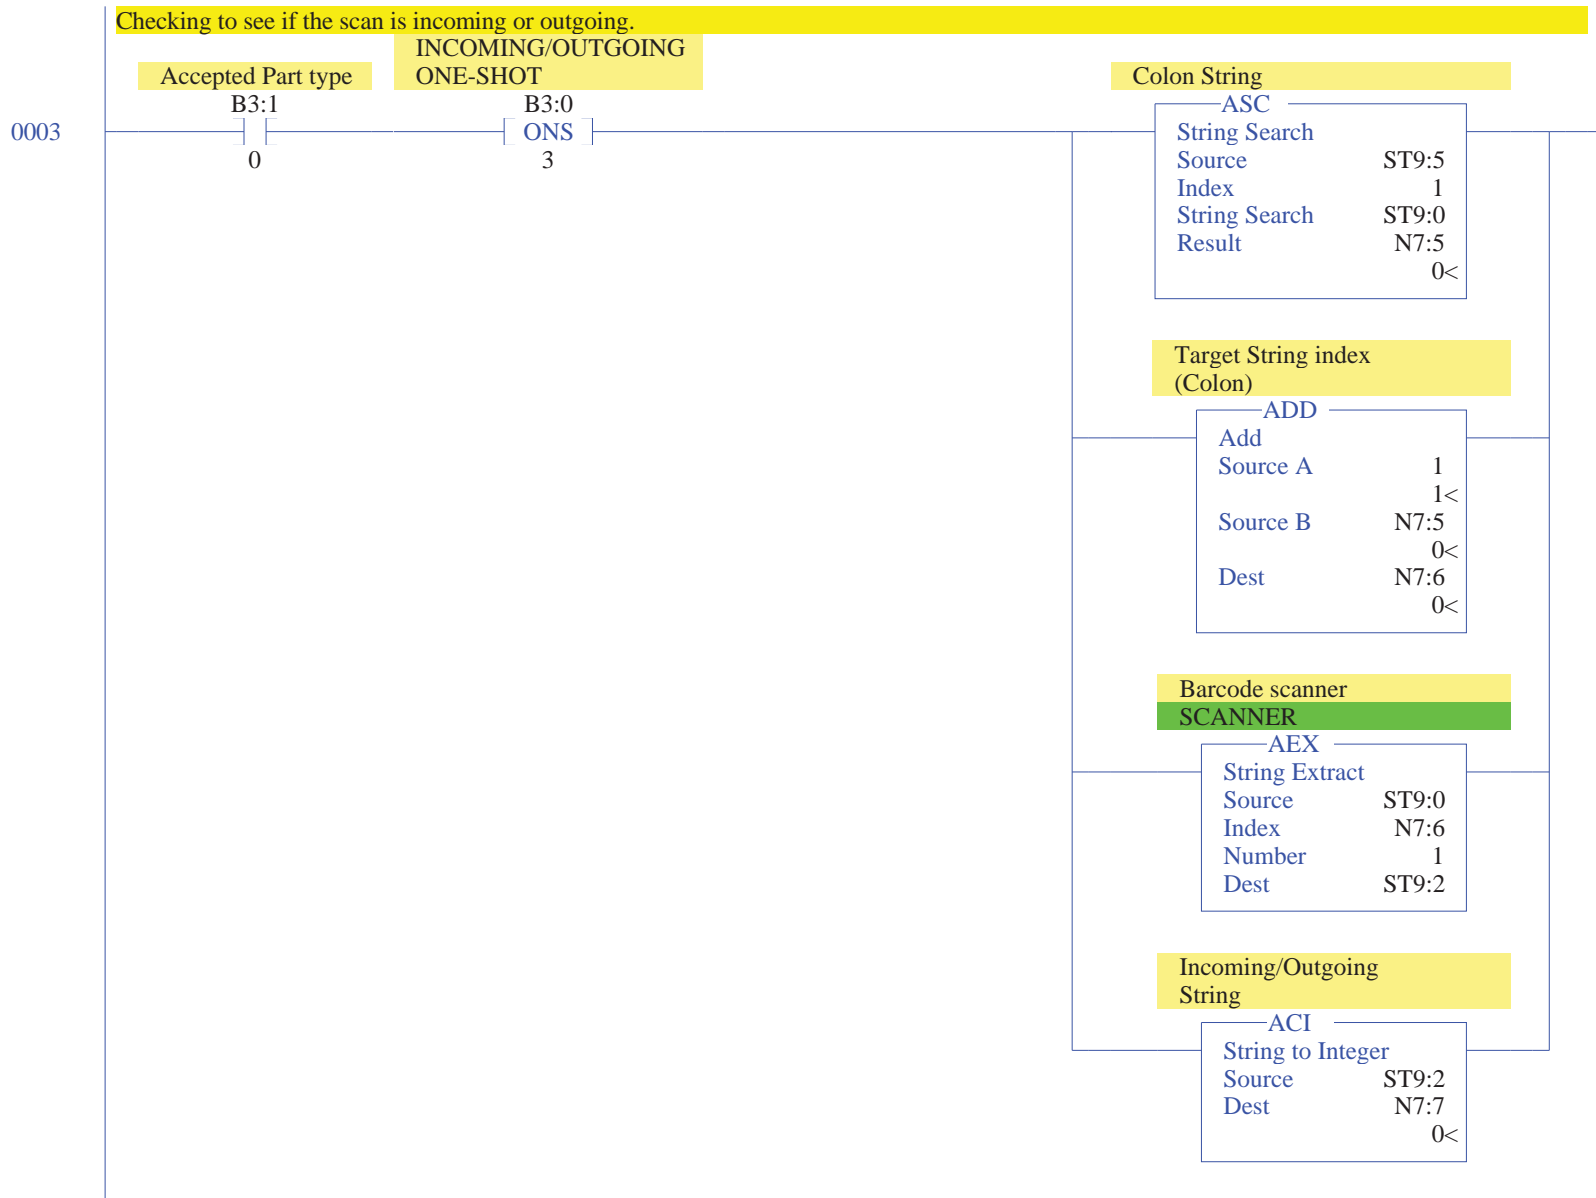 Checking to see if the scan is incoming or outgoing.
INCOMING/OUTGOING
Accepted Part type ONE-SHOT Colon String
B3:1 B3:0 ASC
0003 ONS String Search
0 3 Source ST9:5
Index 1
String Search ST9:0
Result N7:5
0<
Target String index
(Colon)
ADD
Add
Source A 1
1<
Source B N7:5
0<
Dest N7:6
0<
Barcode scanner
SCANNER
AEX
String Extract
Source ST9:0
Index N7:6
Number 1
Dest ST9:2
Incoming/Outgoing
String
ACI
String to Integer
Source ST9:2
Dest N7:7
0<